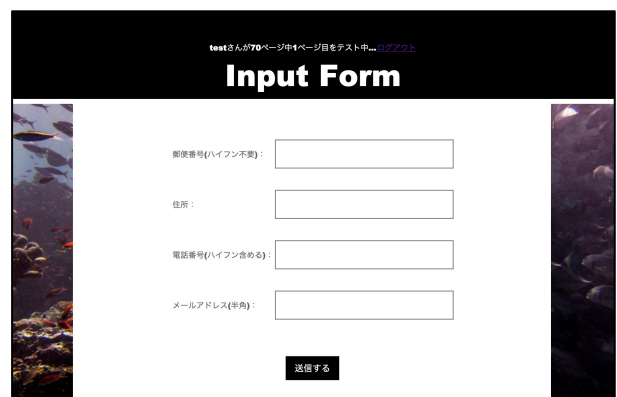 testさんが70ページ中1ページ目をテスト中...ログアウト
Input Form
郵便番号(ハイフン不要)：
住所：
電話番号(ハイフン含める)：
メールアドレス(半角)：
送信する